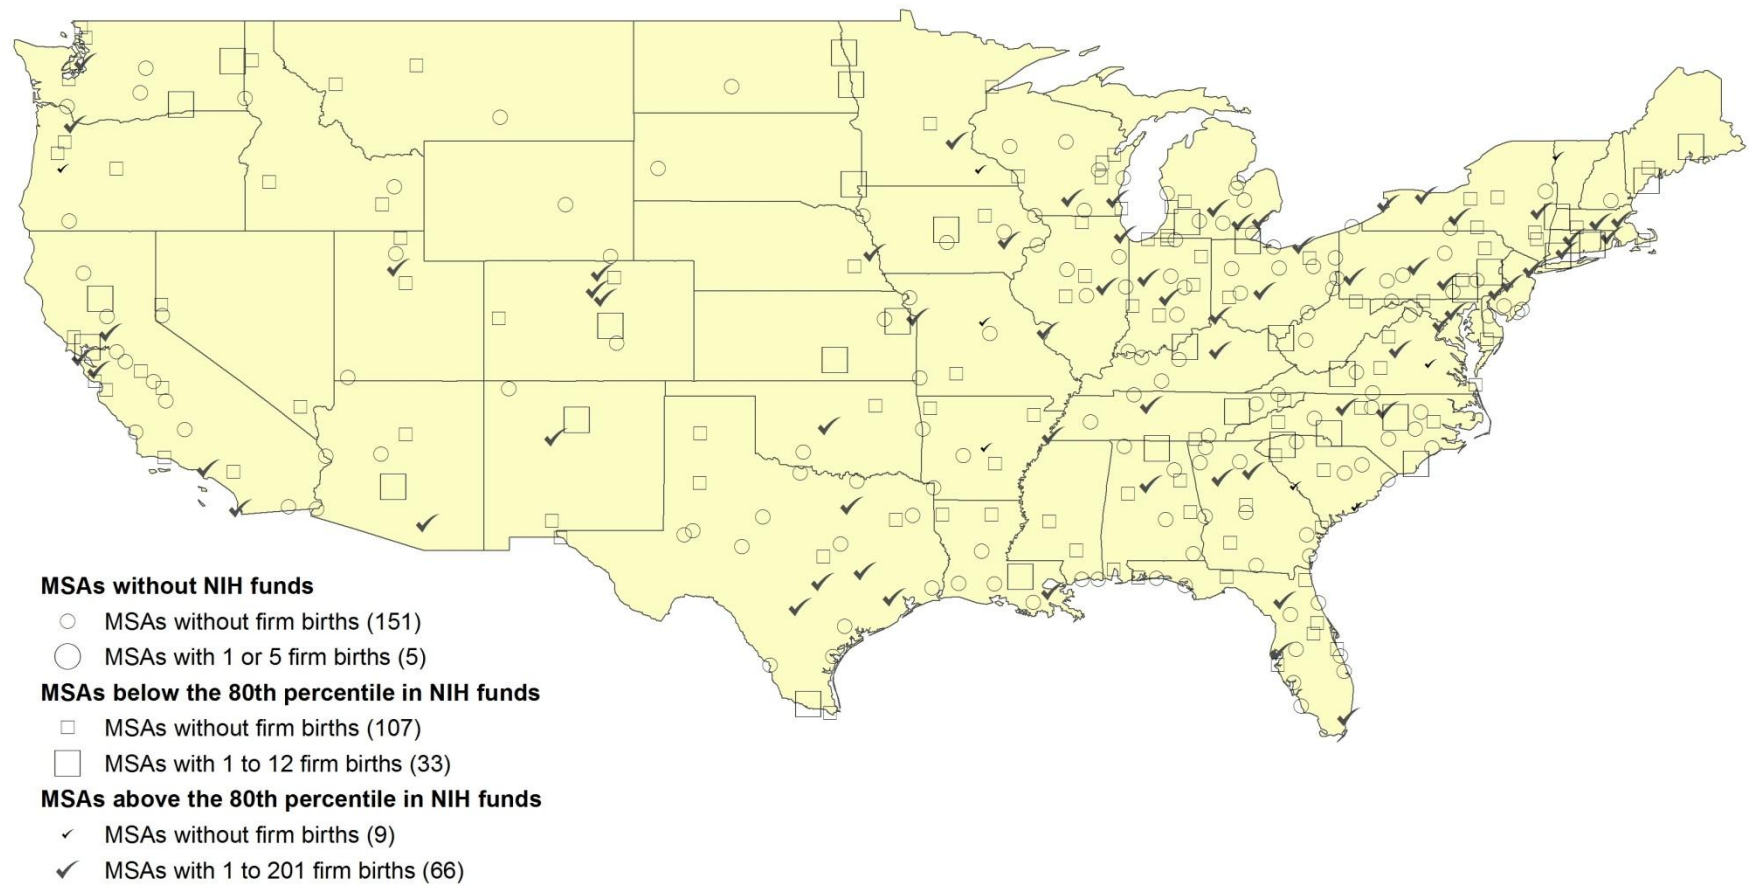 MSAs without NIH funds
MSAs without firm births (151)
MSAs with 1 or 5 firm births (5)
MSAs below the 80th percentile in NIH funds
MSAs without firm births (107)
MSAs with 1 to 12 firm births (33)
MSAs above the 80th percentile in NIH funds
MSAs without firm births (9)
MSAs with 1 to 201 firm births (66)